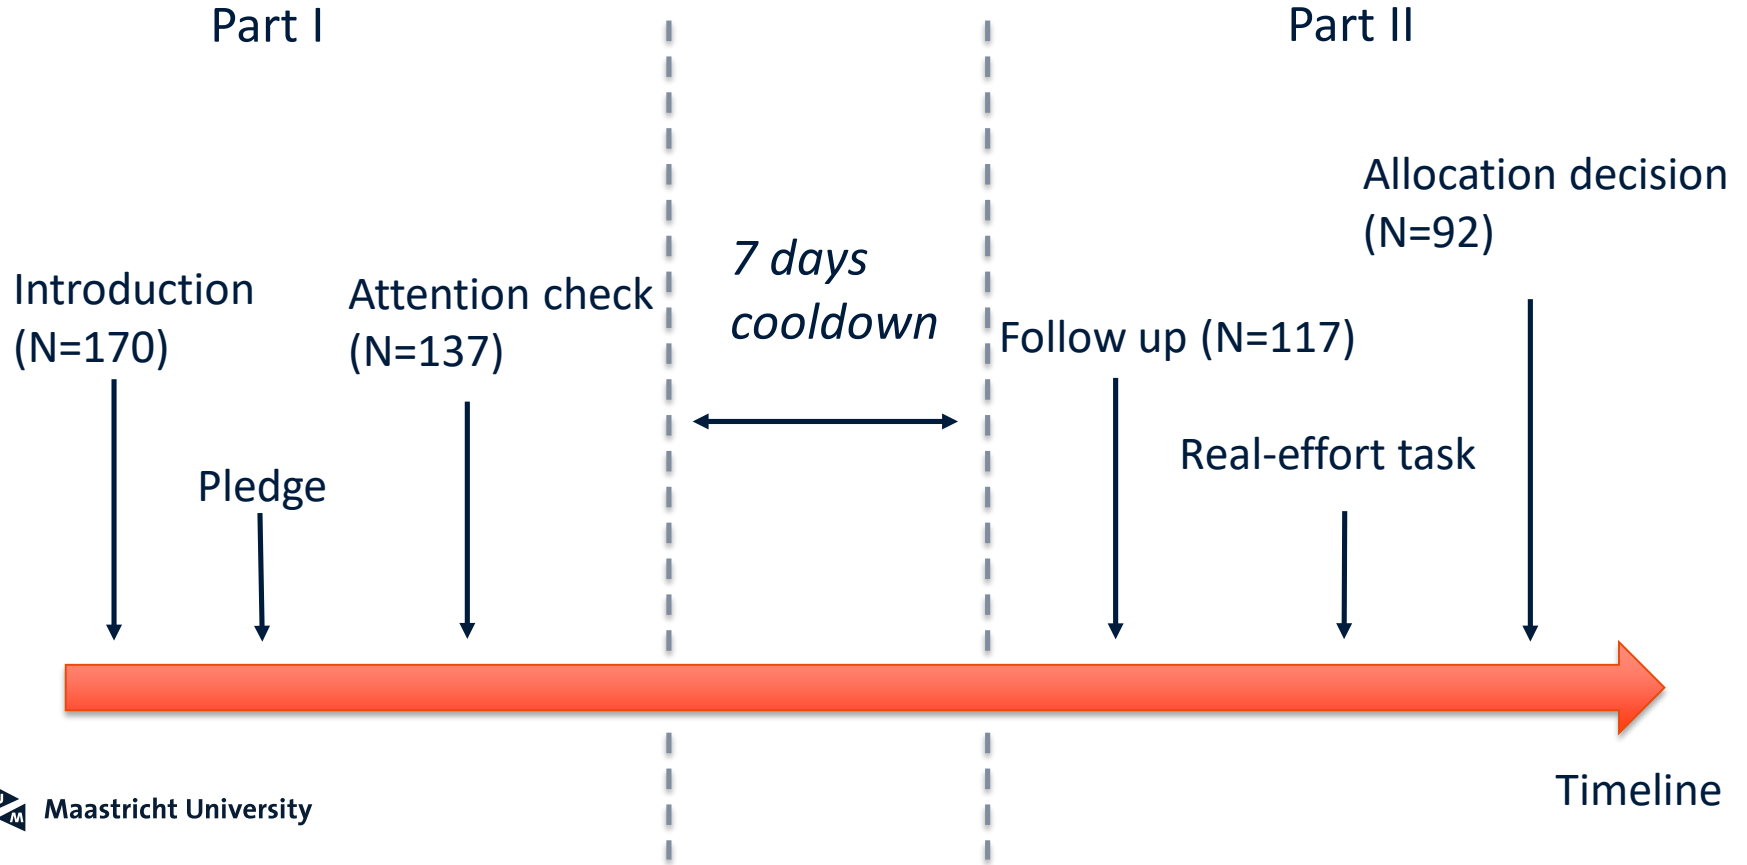 Part I
Part II
Allocation decision
(N=92)
7 days
cooldown
Introduction
(N=170)
Attention check
(N=137)
Follow up (N=117)
Real-effort task
Pledge
Timeline
U
M
Maastricht University